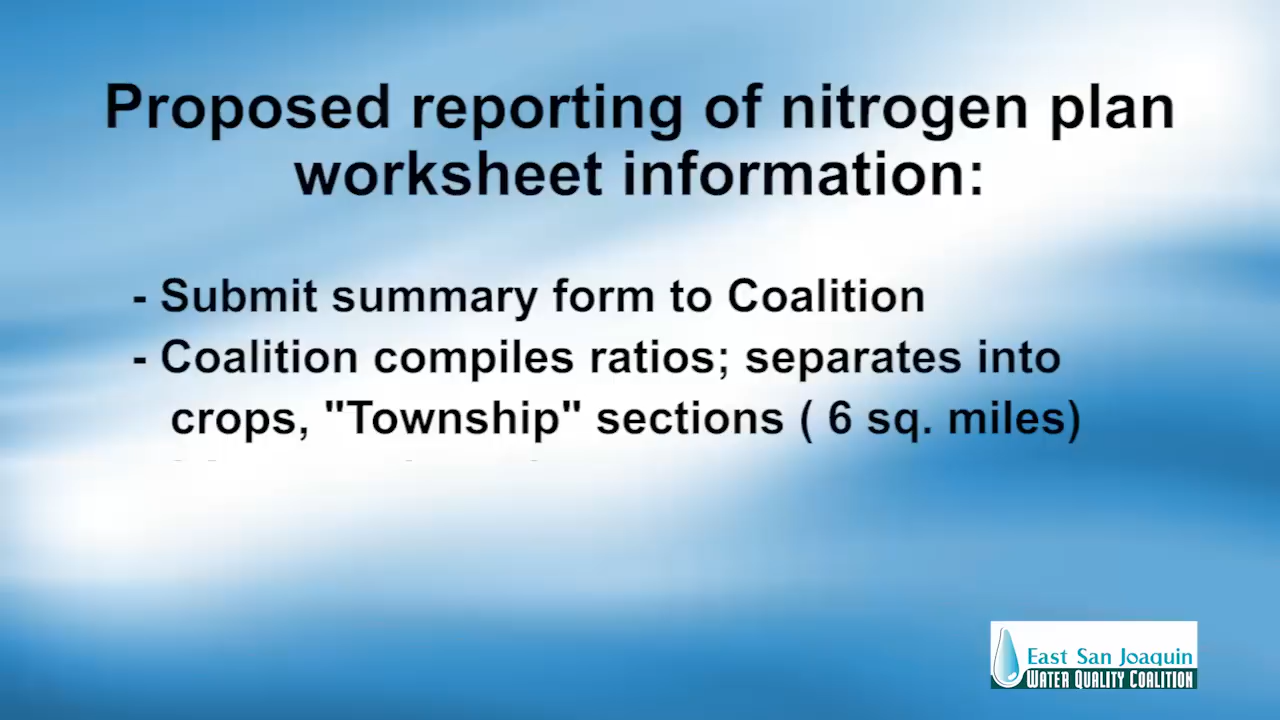 Proposed reporting of nitrogen plan
worksheet information:
- Submit summary form to Coalition
- Coalition compiles ratios; separates into
crops, "Township" sections ( 6 sq. miles)
East San Joaquin
WATER QUALITY COALITION